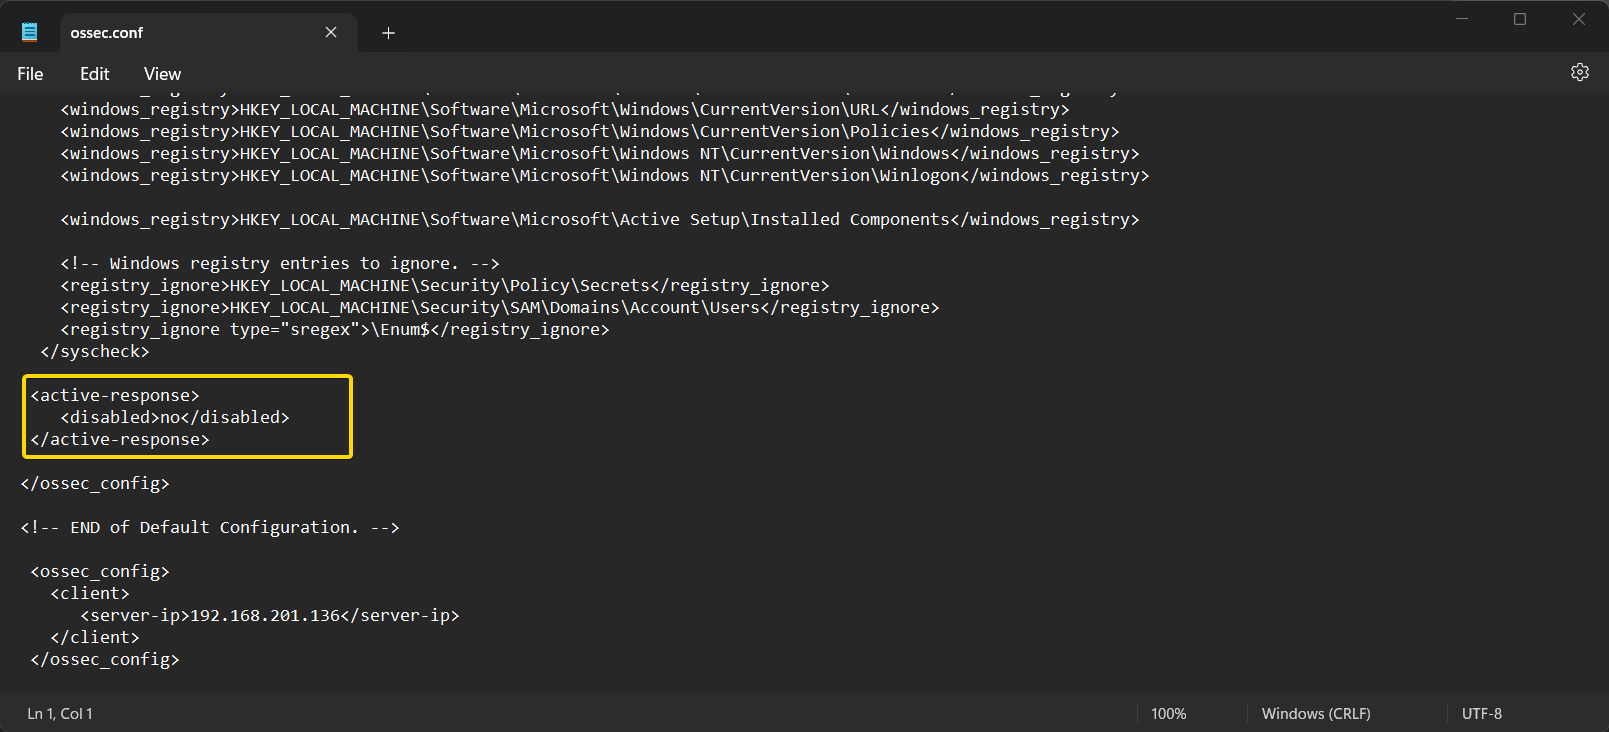 ossec.conf
File Edit View
<windows_registry>HKEY_LOCAL_MACHINE\Software\Microsoft\Windows\CurrentVersion\URL</windows_registry>
<windows_registry>HKEY_LOCAL_MACHINE\Software\Microsoft\Windows\CurrentVersion\Policies</windows_registry>
<windows_registry>HKEY_LOCAL_MACHINE\Software\Microsoft\Windows NT\CurrentVersion\Windows</windows_registry>
<windows_registry>HKEY_LOCAL_MACHINE\Software\Microsoft\Windows NT\CurrentVersion\Winlogon</windows_registry>
<windows_registry>HKEY_LOCAL_MACHINE\Software\Microsoft\Active Setup\Installed Components</windows_registry>
<!-- Windows registry entries to ignore. -->
<registry_ignore>HKEY_LOCAL_MACHINE\Security\Policy\Secrets</registry_ignore>
<registry_ignore>HKEY_LOCAL_MACHINE\Security\SAM\Domains\Account\Users</registry_ignore>
<registry_ignore type="sregex">\Enum$</registry_ignore>
</syscheck>
<active-response>
<disabled>no</disabled>
</active-response>
</ossec_config>
<!-- END of Default Configuration. -->
<ossec_config>
<client>
<server-ip>192.168.201.136</server-ip>
</client>
</ossec_config>
Ln 1, Col 1 100% Windows (CRLF) UTF-8